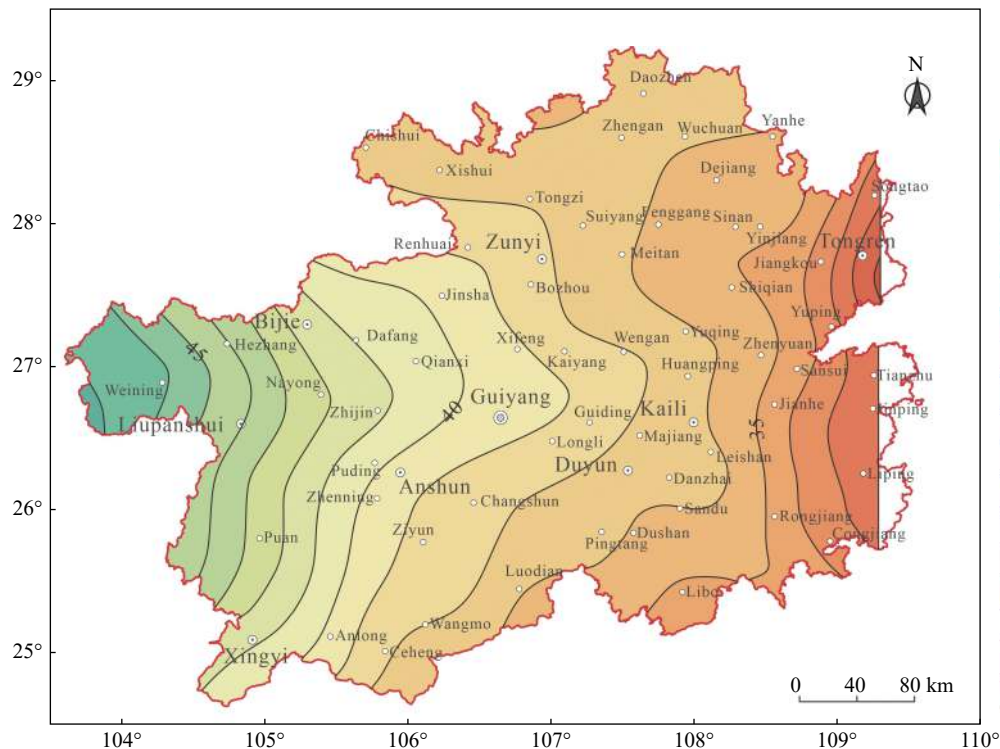 29°
28°
27°
26°
25°
N
Daozhen
Zhengan
Wuchuan
Yanhe
Chishui
Xishui
Dejiang
Songtao
Tongzi
Suiyang
Fenggang
Sinan
Renhuai
Zunyi
Meitan
Yinjiang
Tongren
Jiangkou
Jinsha
Bozhou
Shiqian
Yuping
Bijie
Hezhang
45
Dafang
Xifeng
Wengan
Yuqing
Zhenyuan
Qianxi
Kaiyang
Huangping
Sansui
Tianzhu
Weining
Nayong
Zhijin
40
Guiyang
Guiding
Kaili
Jianhe
Jinping
Liupanshui
Longli
Majiang
35
Leishan
Puding
Duyun
Liping
Zhenning
Anshun
Changshun
Danzhai
Sandu
Rongjiang
Puan
Ziyun
Pingtang
Dushan
Congjiang
Luodian
Libo
Anlong
Wangmo
Xingyi
Ceheng
0 40 80 km
104° 105° 106° 107° 108° 109° 110°